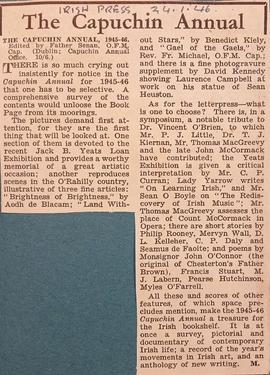 IRISH PRESS 24.1.46
The Capuchin Annual
THE CAPUCHIN ANNUAL, 1945-46.
Edited by Father Senan, O.F.M.
Cap. (Dublin: Capuchin Annual
Office. 10/6.)
THERE is so much crying out
insistently for notice in the
Capuchin Annual for 1945-46
that one has to be selective. A
comprehensive survey of the
contents would unloose the Book
Page from its moorings.
The pictures demand first at-
tention, for they are the first
thing that will be looked at. One
section of them is devoted to the
recent Jack B. Yeats Loan
Exhibition and provides a worthy
memorial of a great artistic
occasion; another reproduces
scenes in the O'Rahilly country,
illustrative of three fine articles:
"Brightness of Brightness," by
Aodh de Blacam; "Land With-
out Stars," by Benedict Kiely,
and "Gael of the Gaels," by
Rev. Fr. Michael, O.F.M. Cap.;
and there is a fine photogravure
supplement by David Kennedy
showing Laurence Campbell at
work on his statue of Sean
Heuston.
As for the letterpress—what
is one to choose? There is, in a
symposium, a notable tribute to
Dr. Vincent O'Brien, to which
Mr. P. J. Little, Dr. T. J.
Kiernan, Mr. Thomas MacGreevy
and the late John McCormack
have contributed; the Yeats
Exhibition is given a critical
interpretation by Mr. C. P.
Curran; Lady Yarrow writes
"On Learning Irish," and Mr.
Sean O Boyle on "The Redis-
covery of Irish Music"; Mr.
Thomas MacGreevy assesses the
place of Count McCormack in
Opera; there are short stories by
Philip Rooney, Mervyn Wall, D.
L. Kelleher, C. P. Daly and
Seamus de Faoite; and poems by
Monsignor John O'Connor (the
original of Chesterton's Father
Brown), Francis Stuart, M.
J. Labern, Pearse Hutchinson,
Myles O'Farrell.
All these and scores of other
features, of which space pre-
cludes mention, make the 1945-46
Capuchin Annual a treasure for
the Irish bookshelf. It is at
once a survey, pictorial and
documentary of contemporary
Irish life; a record of the year's
movements in Irish art, and an
anthology of new writing. M.